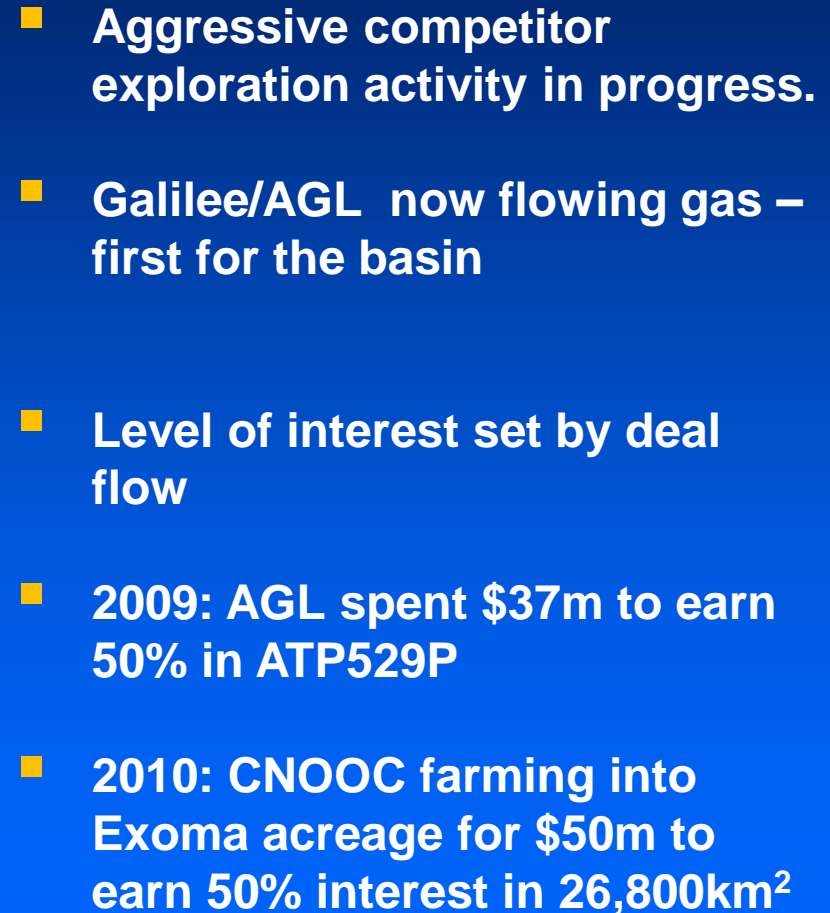 Aggressive competitor
exploration activity in progress.
Galilee/AGL now flowing gas –
first for the basin
Level of interest set by deal
flow
2009: AGL spent $37m to earn
50% in ATP529P
2010: CNOOC farming into
Exoma acreage for $50m to
earn 50% interest in 26,800km²